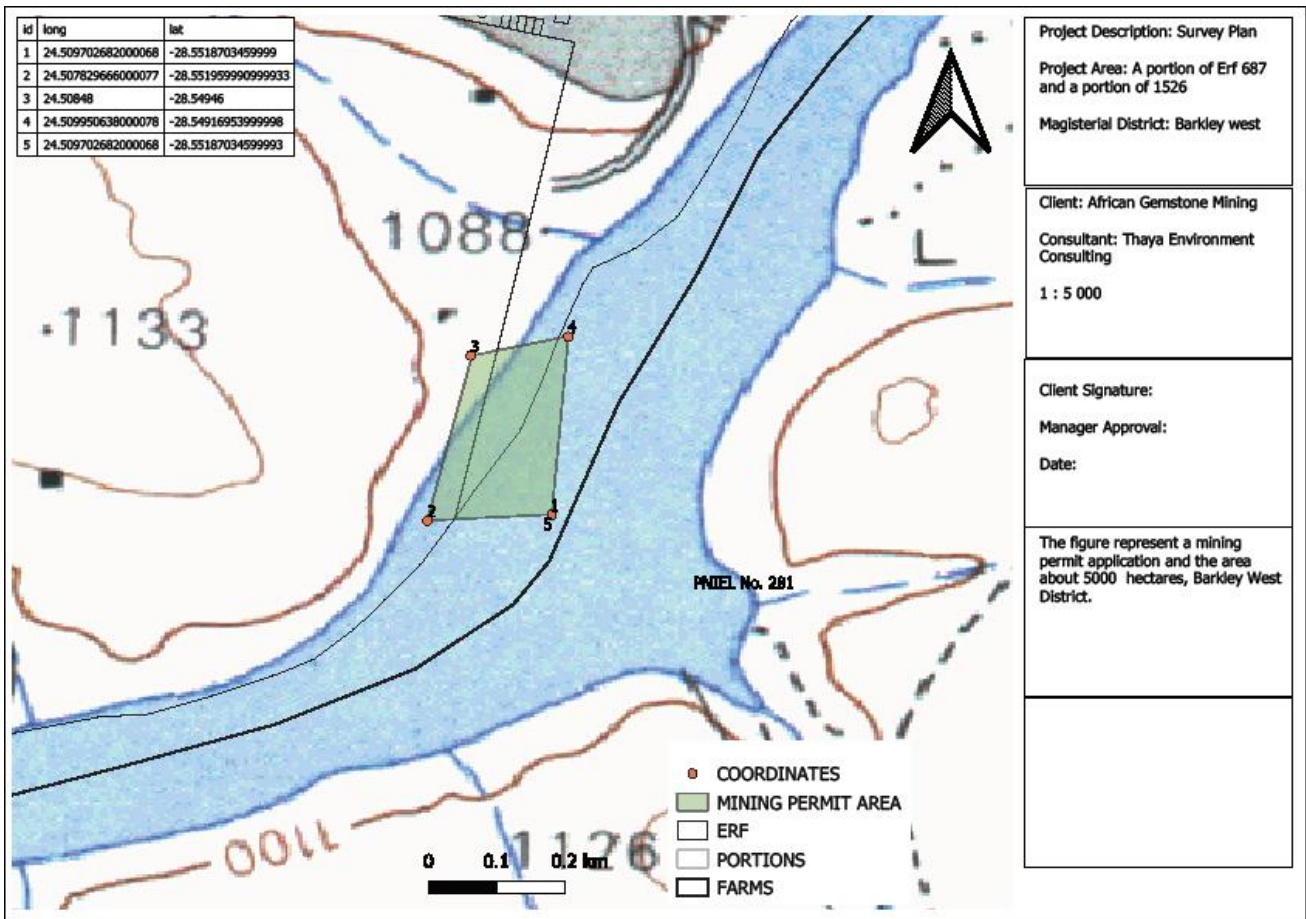 id long lat
1 24.509702682000068 -28.5518703459999
2 24.507829666000077 -28.551959990999933
3 24.50848 -28.54946
4 24.509950638000078 -28.54916953999998
5 24.509702682000068 -28.55187034599993
Project Description: Survey Plan
Project Area: A portion of Erf 687
and a portion of 1526
Magisterial District: Barkley west
Client: African Gemstone Mining
Consultant: Thaya Environment
Consulting
1 : 5 000
Client Signature:
Manager Approval:
Date:
The figure represent a mining
permit application and the area
about 5000 hectares, Barkley West
District.
1088
1133
4
3
2
1
5
PNIEL No. 281
1100
1126
0 0.1 0.2 km
COORDINATES
MINING PERMIT AREA
ERF
PORTIONS
FARMS